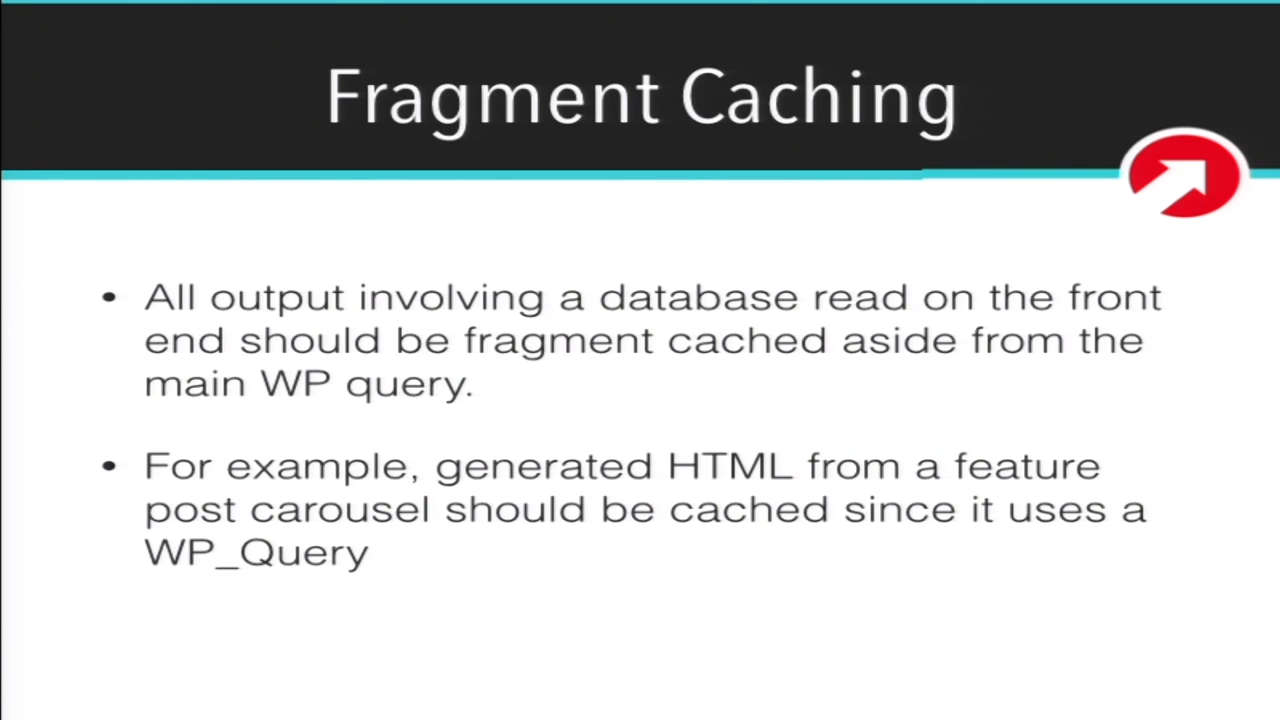 Fragment Caching
• All output involving a database read on the front
end should be fragment cached aside from the
main WP query.
• For example, generated HTML from a feature
post carousel should be cached since it uses a
WP_Query